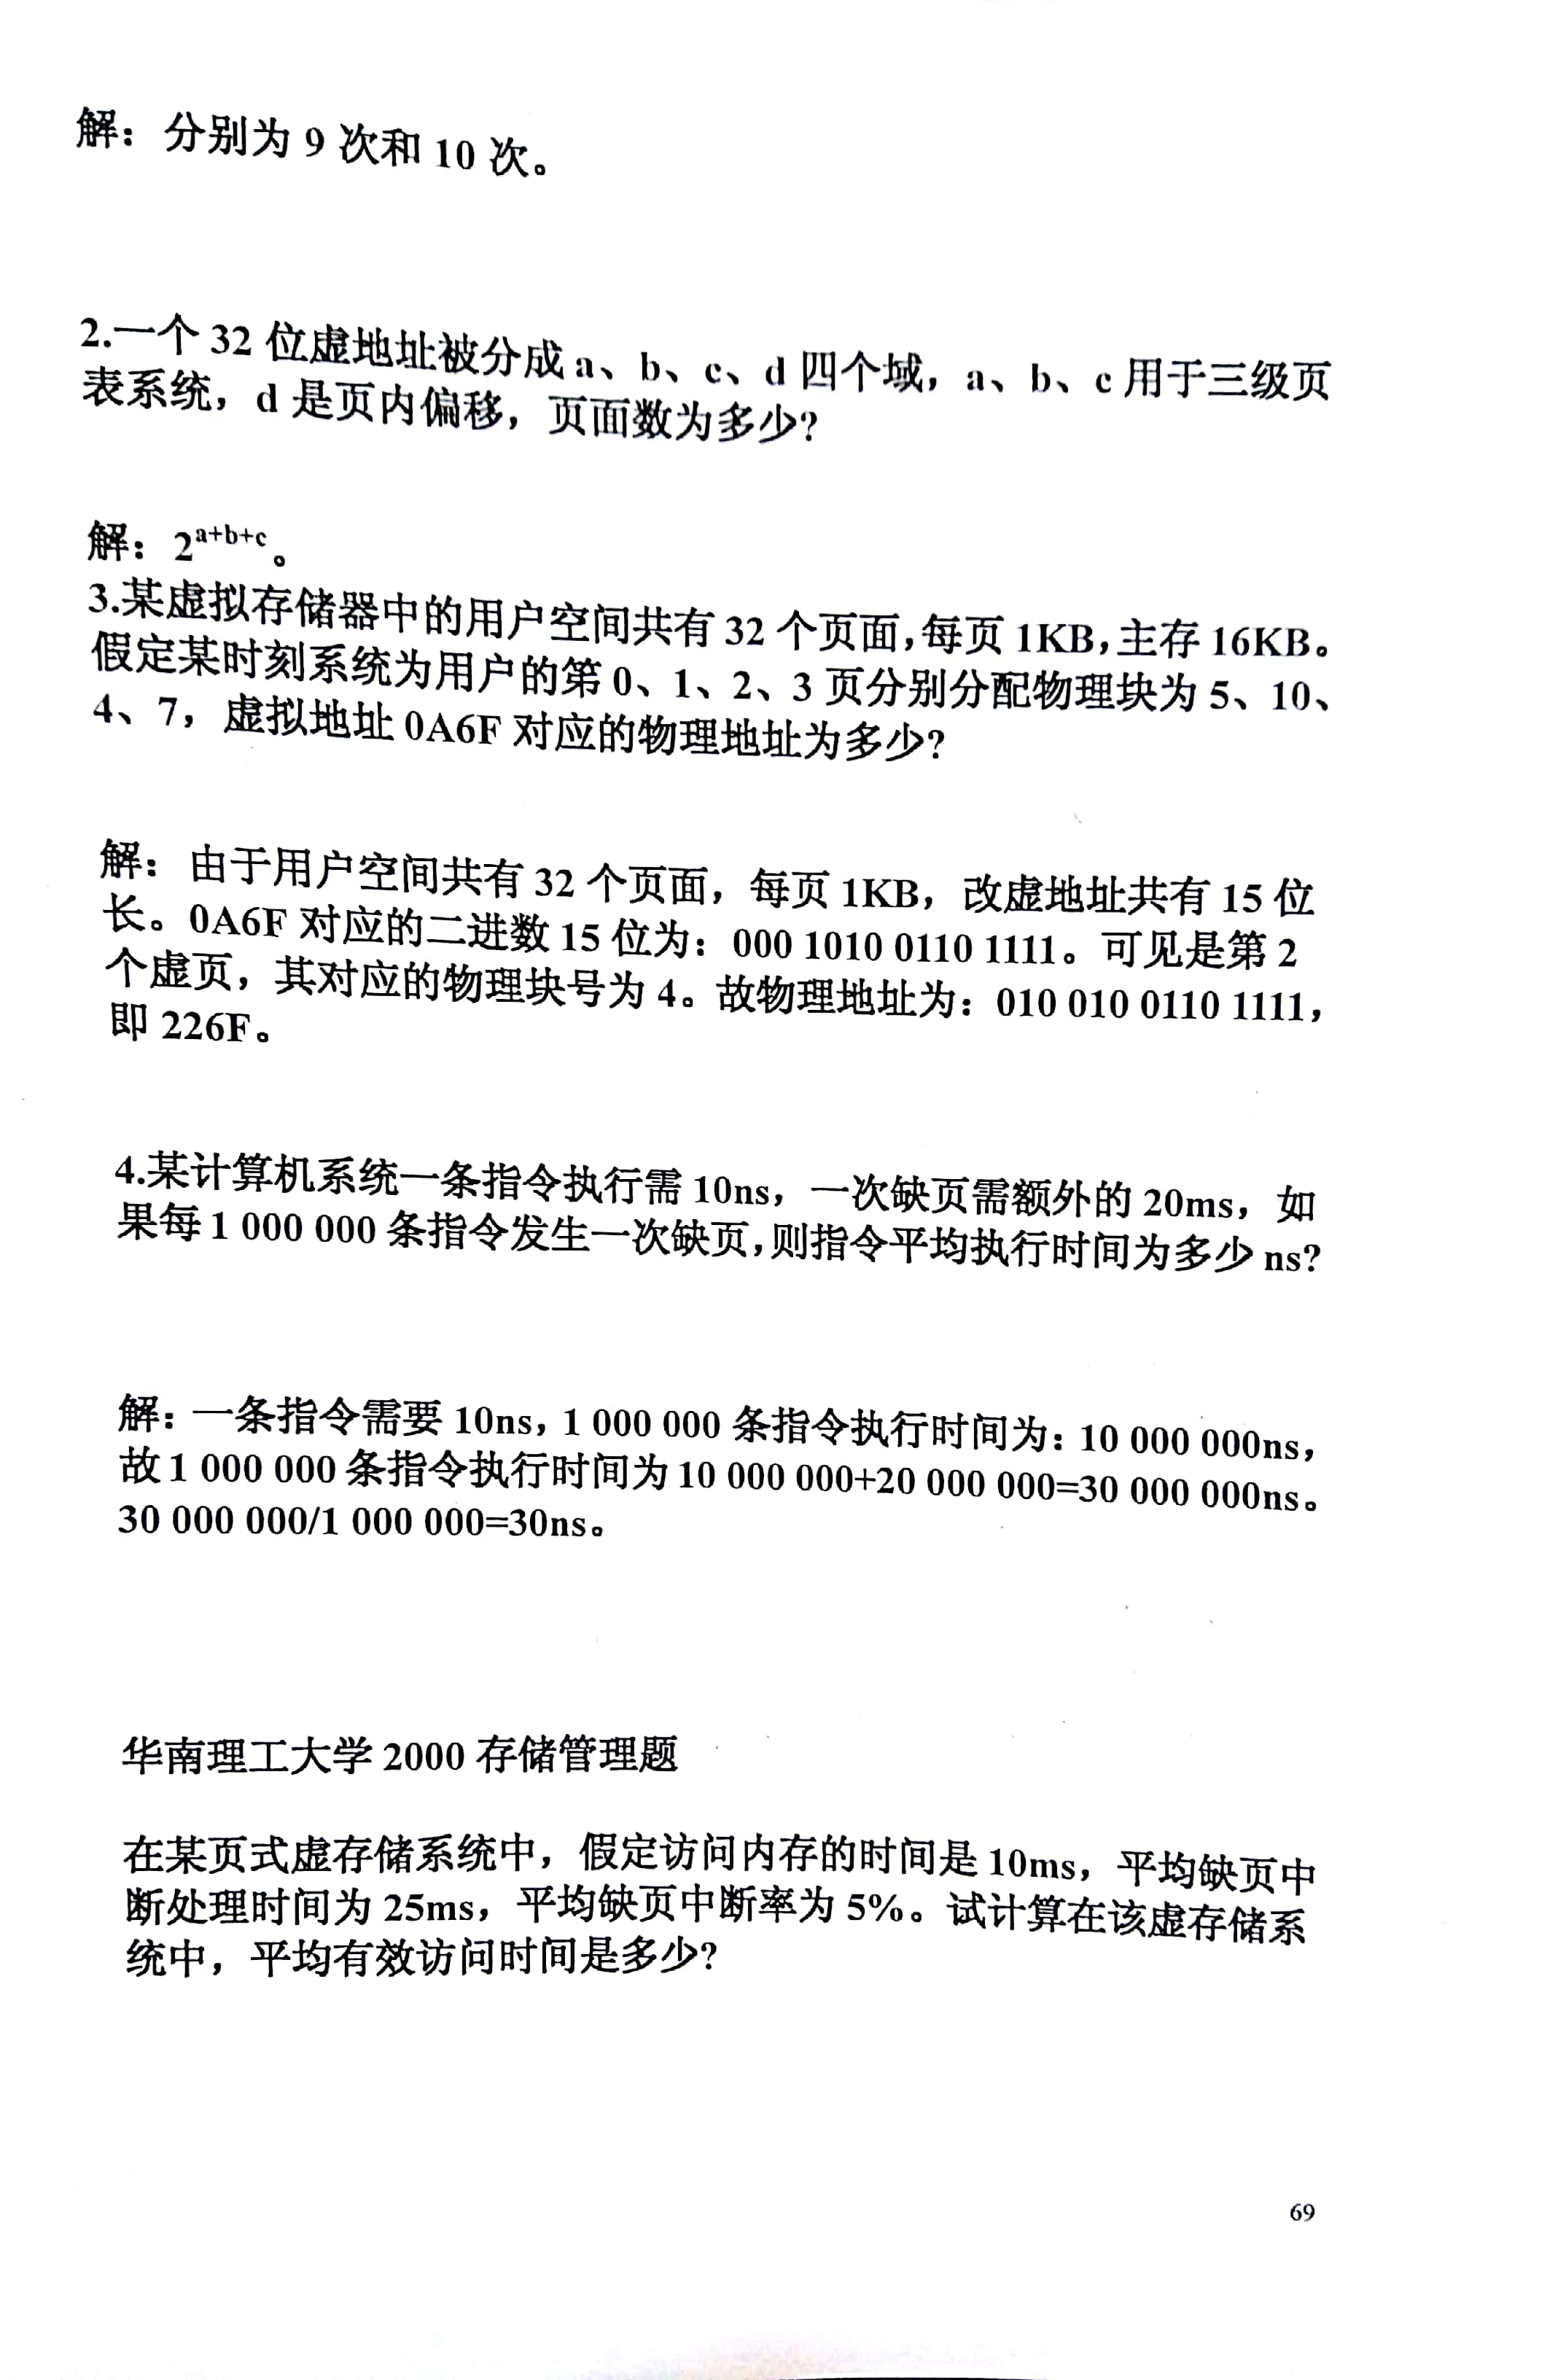 解：分别为 9 次和 10 次。
2.一个 32 位虚地址被分成 a、b、c、d 四个域，a、b、c 用于三级页
表系统，d 是页内偏移，页面数为多少?
解：2^{a+b+c}。
3.某虚拟存储器中的用户空间共有 32 个页面,每页 1KB,主存 16KB。
假定某时刻系统为用户的第 0、1、2、3 页分别分配物理块为 5、10、
4、7，虚拟地址 0A6F 对应的物理地址为多少?
解：由于用户空间共有 32 个页面，每页 1KB，改虚地址共有 15 位
长。0A6F 对应的二进数 15 位为：000 1010 0110 1111。可见是第 2
个虚页，其对应的物理块号为 4。故物理地址为：010 010 0110 1111，
即 226F。
4.某计算机系统一条指令执行需 10ns，一次缺页需额外的 20ms，如
果每 1 000 000 条指令发生一次缺页,则指令平均执行时间为多少 ns?
解:一条指令需要 10ns，1 000 000 条指令执行时间为：10 000 000ns，
故 1 000 000 条指令执行时间为 10 000 000+20 000 000=30 000 000ns。
30 000 000/1 000 000=30ns。
华南理工大学 2000 存储管理题
在某页式虚存储系统中，假定访问内存的时间是 10ms，平均缺页中
断处理时间为 25ms，平均缺页中断率为 5%。试计算在该虚存储系
统中，平均有效访问时间是多少?
69